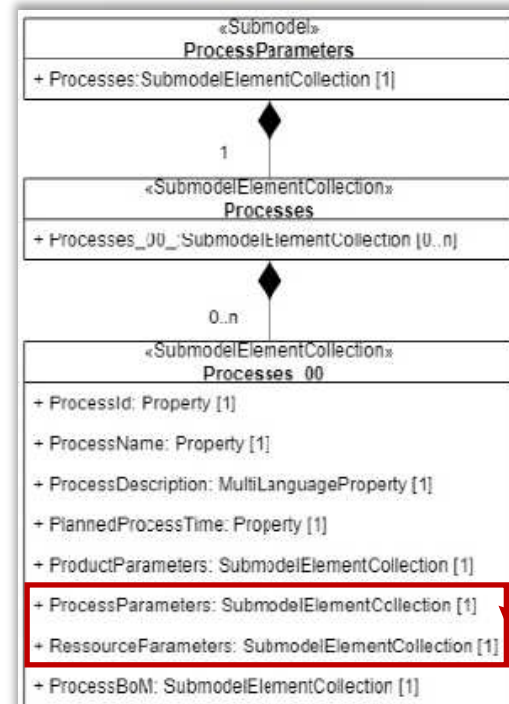 «Submodel»
ProcessParameters
+ Processes:SubmodelElementCollection [1]
1
«SubmodelElementCollection»
Processes
+ Processes_00_:SubmodelElementCollection [0..n]
0..n
«SubmodelElementCollection»
Processes_00
+ ProcessId: Property [1]
+ ProcessName: Property [1]
+ ProcessDescription: MultiLanguageProperty [1]
+ PlannedProcessTime: Property [1]
+ ProductParameters: SubmodelElementCollection [1]
+ ProcessParameters: SubmodelElementCollection [1]
+ RessourceParameters: SubmodelElementCollection [1]
+ ProcessBoM: SubmodelElementCollection [1]